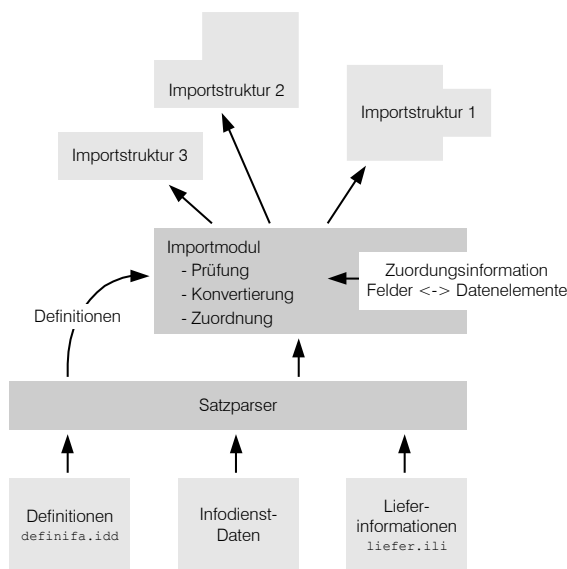 Importstruktur 2
Importstruktur 1
Importstruktur 3
Importmodul
- Prüfung
- Konvertierung
- Zuordnung
Zuordungsinformation
Felder <-> Datenelemente
Definitionen
Satzparser
Definitionen
definifa.idd
Infodienst-
Daten
Liefer-
informationen
liefer.ili